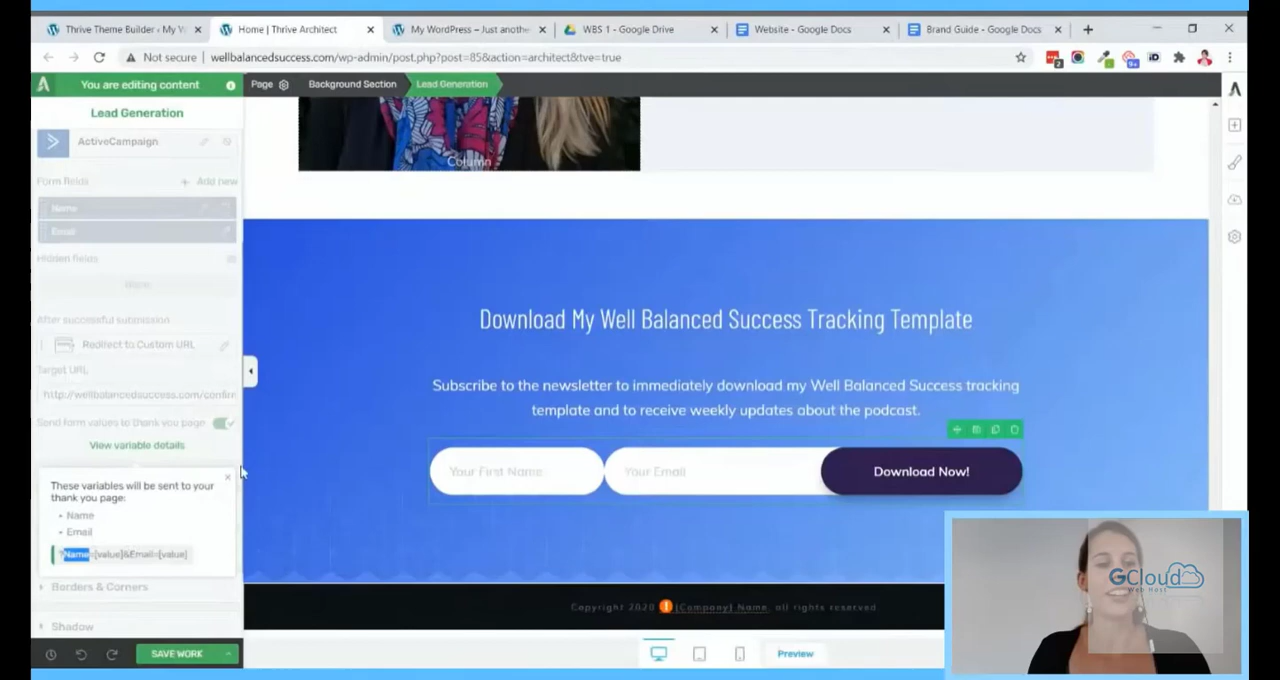 Thrive Theme Builder ‹ My W
Home | Thrive Architect
My WordPress – Just anothe
WBS 1 - Google Drive
Website - Google Docs
Brand Guide - Google Docs
Not secure | wellbalancedsuccess.com/wp-admin/post.php?post=85&action=architect&tve=true
You are editing content
Page
Background Section
Lead Generation
Lead Generation
ActiveCampaign
Form fields
+ Add new
Name
Email
Hidden fields
None
After successful submission
Redirect to Custom URL
Target URL
http://wellbalancedsuccess.com/confirm
Send form values to thank you page
View variable details
These variables will be sent to your
thank you page:
Name
Email
?Name=[value]&Email=[value]
Borders & Corners
Shadow
SAVE WORK
Column
Download My Well Balanced Success Tracking Template
Subscribe to the newsletter to immediately download my Well Balanced Success tracking
template and to receive weekly updates about the podcast.
Your First Name
Your Email
Download Now!
Copyright 2020 [Company] Name, all rights reserved
Preview
GCloud
Web Host